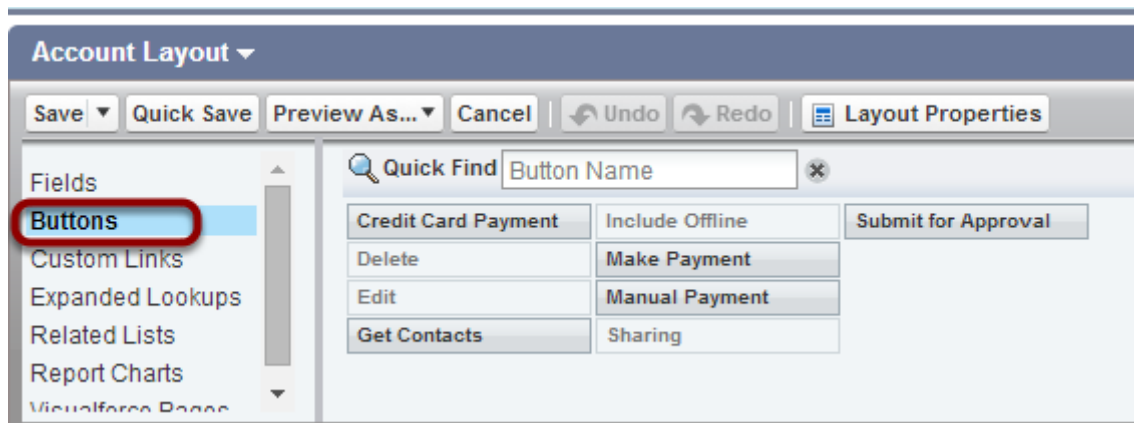 Account Layout
Save Quick Save Preview As... Cancel Undo Redo Layout Properties
Quick Find Button Name
Fields
Buttons
Custom Links
Expanded Lookups
Related Lists
Report Charts
Visualforce Pages
Credit Card Payment Include Offline Submit for Approval
Delete Make Payment
Edit Manual Payment
Get Contacts Sharing